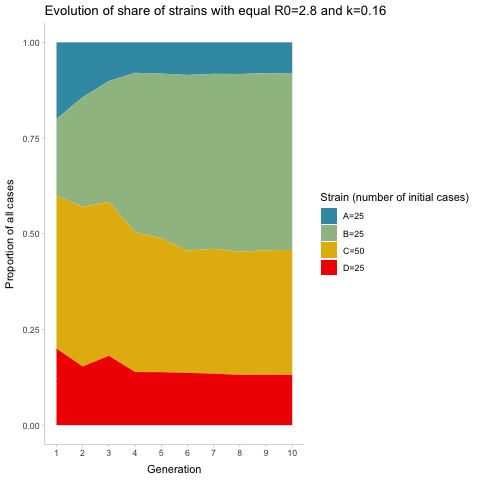 Evolution of share of strains with equal R0=2.8 and k=0.16
Proportion of all cases
1.00
0.75
0.50
0.25
0.00
1 2 3 4 5 6 7 8 9 10
Generation
Strain (number of initial cases)
A=25
B=25
C=50
D=25